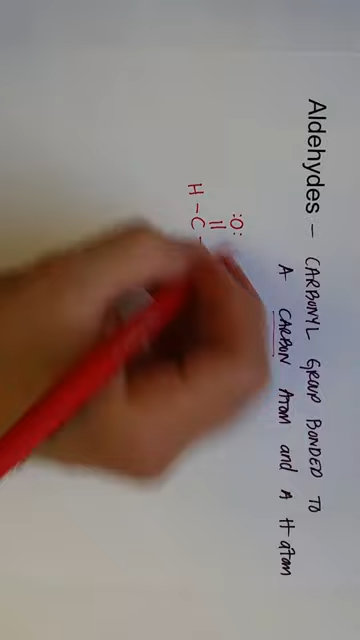 Aldehydes – CARBONYL GROUP BONDED TO
A CARBON ATOM and A H atom
:O:
||
H – C –